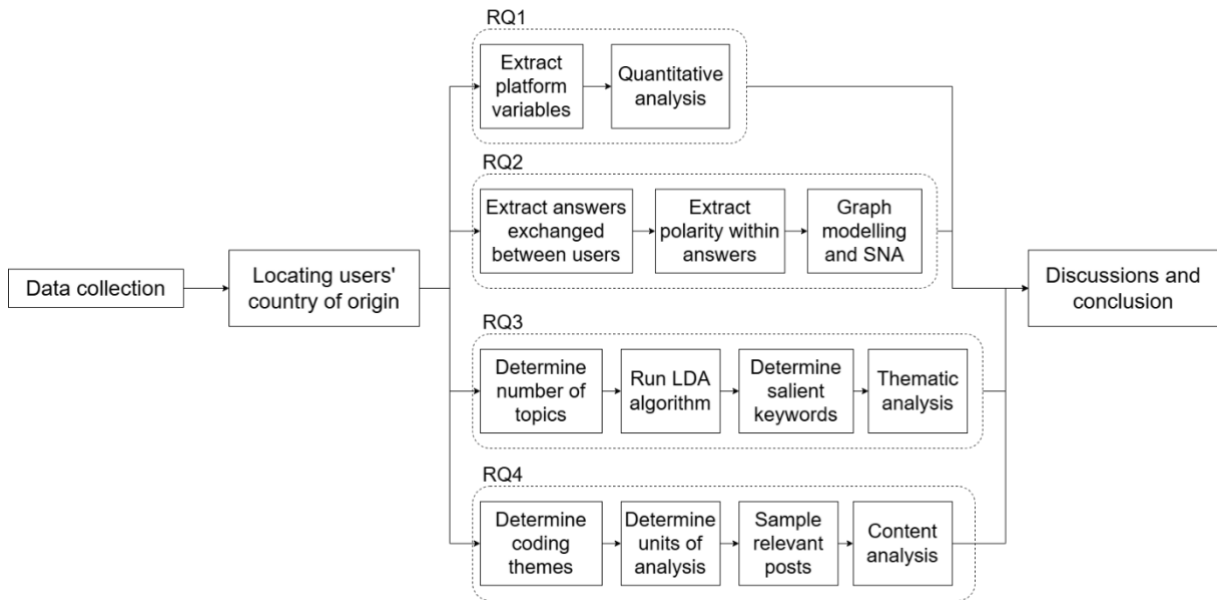 Data collection
Locating users'
country of origin
RQ1
Extract
platform
variables
Quantitative
analysis
RQ2
Extract answers
exchanged
between users
Extract
polarity within
answers
Graph
modelling
and SNA
RQ3
Determine
number of
topics
Run LDA
algorithm
Determine
salient
keywords
Thematic
analysis
RQ4
Determine
coding
themes
Determine
units of
analysis
Sample
relevant
posts
Content
analysis
Discussions and
conclusion